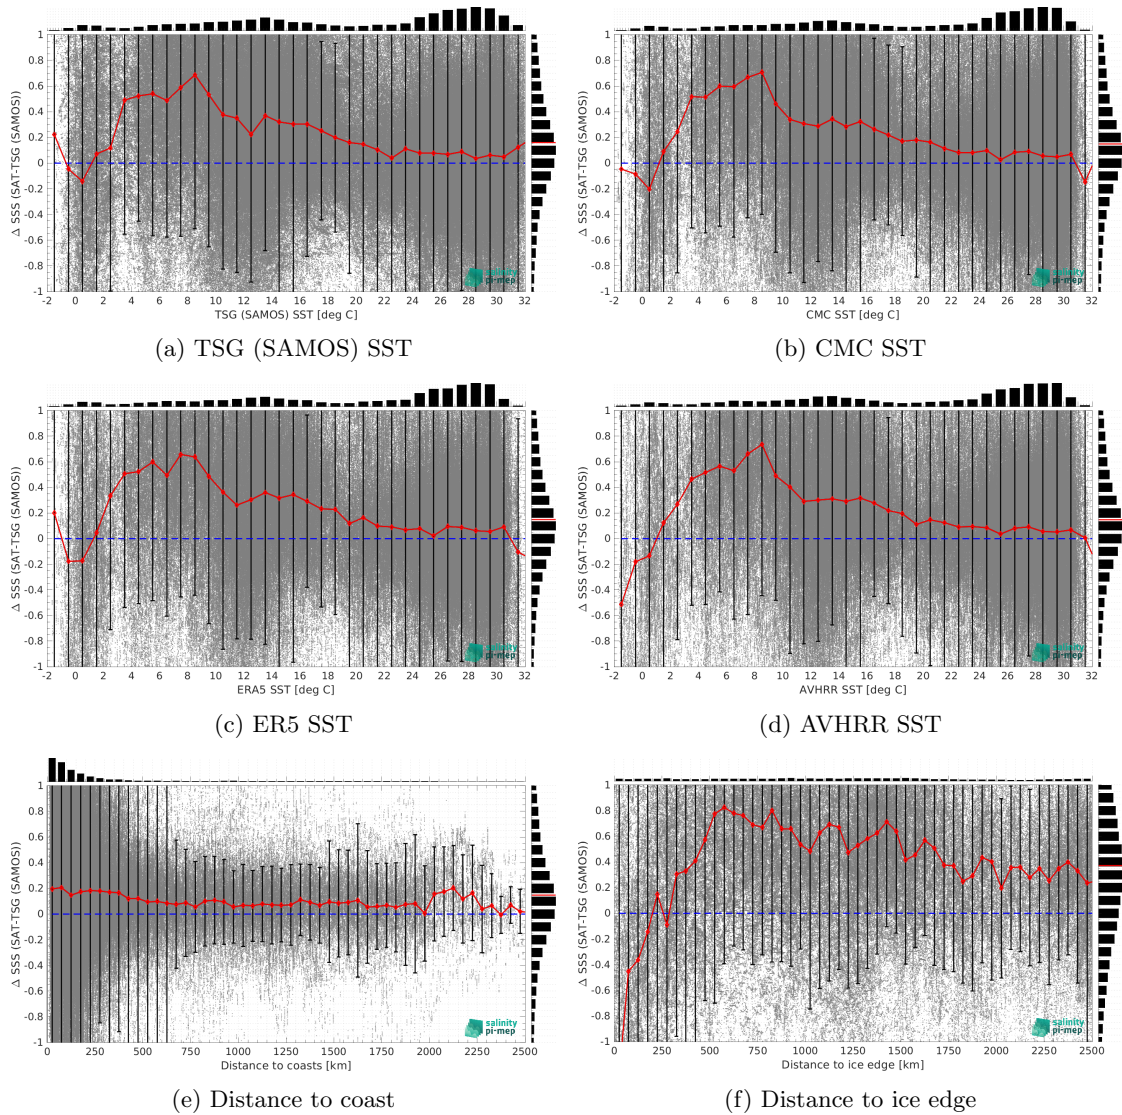 1
0.8
0.6
0.4
0.2
0
-0.2
-0.4
-0.6
-0.8
-1
Δ SSS (SAT-TSG (SAMOS))
salinity
pi-mep
-2 0 2 4 6 8 10 12 14 16 18 20 22 24 26 28 30 32
TSG (SAMOS) SST [deg C]
(a) TSG (SAMOS) SST
1
0.8
0.6
0.4
0.2
0
-0.2
-0.4
-0.6
-0.8
-1
Δ SSS (SAT-TSG (SAMOS))
salinity
pi-mep
-2 0 2 4 6 8 10 12 14 16 18 20 22 24 26 28 30 32
CMC SST [deg C]
(b) CMC SST
1
0.8
0.6
0.4
0.2
0
-0.2
-0.4
-0.6
-0.8
-1
Δ SSS (SAT-TSG (SAMOS))
salinity
pi-mep
-2 0 2 4 6 8 10 12 14 16 18 20 22 24 26 28 30 32
ERA5 SST [deg C]
(c) ER5 SST
1
0.8
0.6
0.4
0.2
0
-0.2
-0.4
-0.6
-0.8
-1
Δ SSS (SAT-TSG (SAMOS))
salinity
pi-mep
-2 0 2 4 6 8 10 12 14 16 18 20 22 24 26 28 30 32
AVHRR SST [deg C]
(d) AVHRR SST
1
0.8
0.6
0.4
0.2
0
-0.2
-0.4
-0.6
-0.8
-1
Δ SSS (SAT-TSG (SAMOS))
salinity
pi-mep
0 250 500 750 1000 1250 1500 1750 2000 2250 2500
Distance to coasts [km]
(e) Distance to coast
1
0.8
0.6
0.4
0.2
0
-0.2
-0.4
-0.6
-0.8
-1
Δ SSS (SAT-TSG (SAMOS))
salinity
pi-mep
0 250 500 750 1000 1250 1500 1750 2000 2250 2500
Distance to ice edge [km]
(f) Distance to ice edge